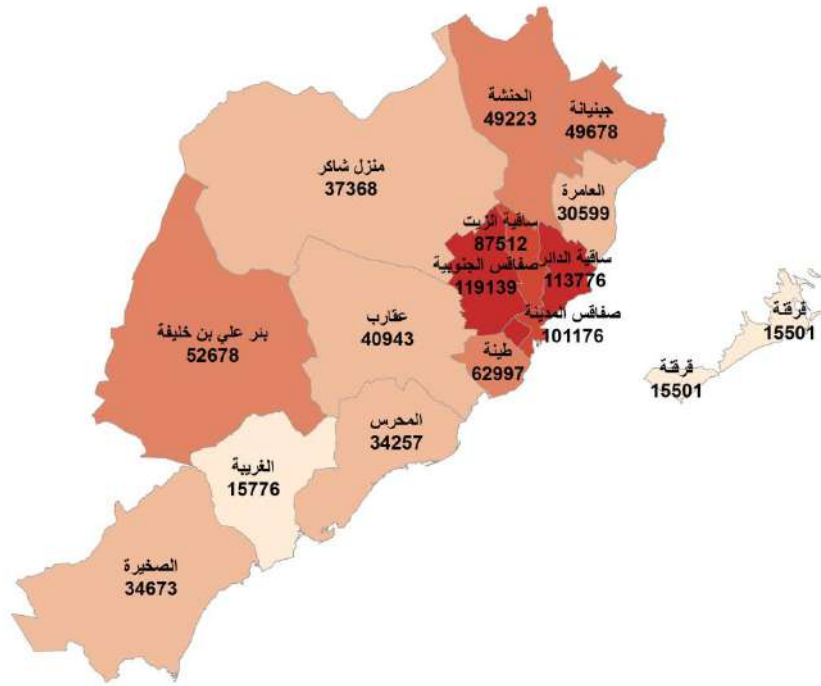 الحنشة
49223
جبنيانة
49678
منزل شاكر
37368
العامرة
30599
ساقية الزيت
87512
ساقية الدائر
113776
صفاقس الجنوبية
119139
صفاقس المدينة
101176
قرقنة
15501
قرقنة
15501
عقارب
40943
بئر علي بن خليفة
52678
طينة
62997
المحرس
34257
الغريبة
15776
الصخيرة
34673